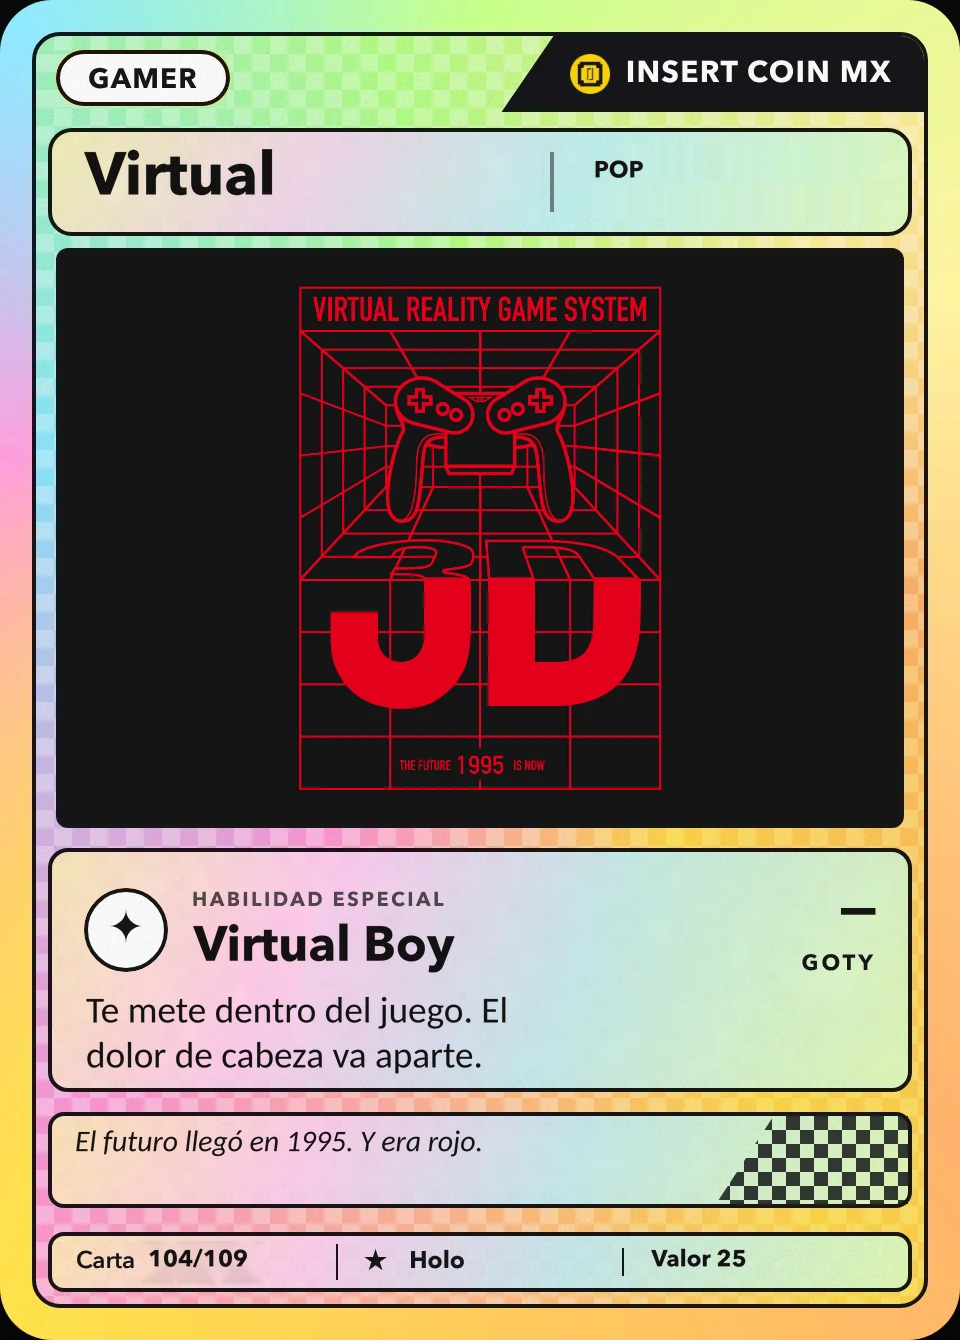 GAMER
INSERT COIN MX
Virtual
POP
VIRTUAL REALITY GAME SYSTEM
3D
THE FUTURE 1995 IS NOW
HABILIDAD ESPECIAL
Virtual Boy
—
GOTY
Te mete dentro del juego. El
dolor de cabeza va aparte.
El futuro llegó en 1995. Y era rojo.
Carta 104/109
★ Holo
Valor 25